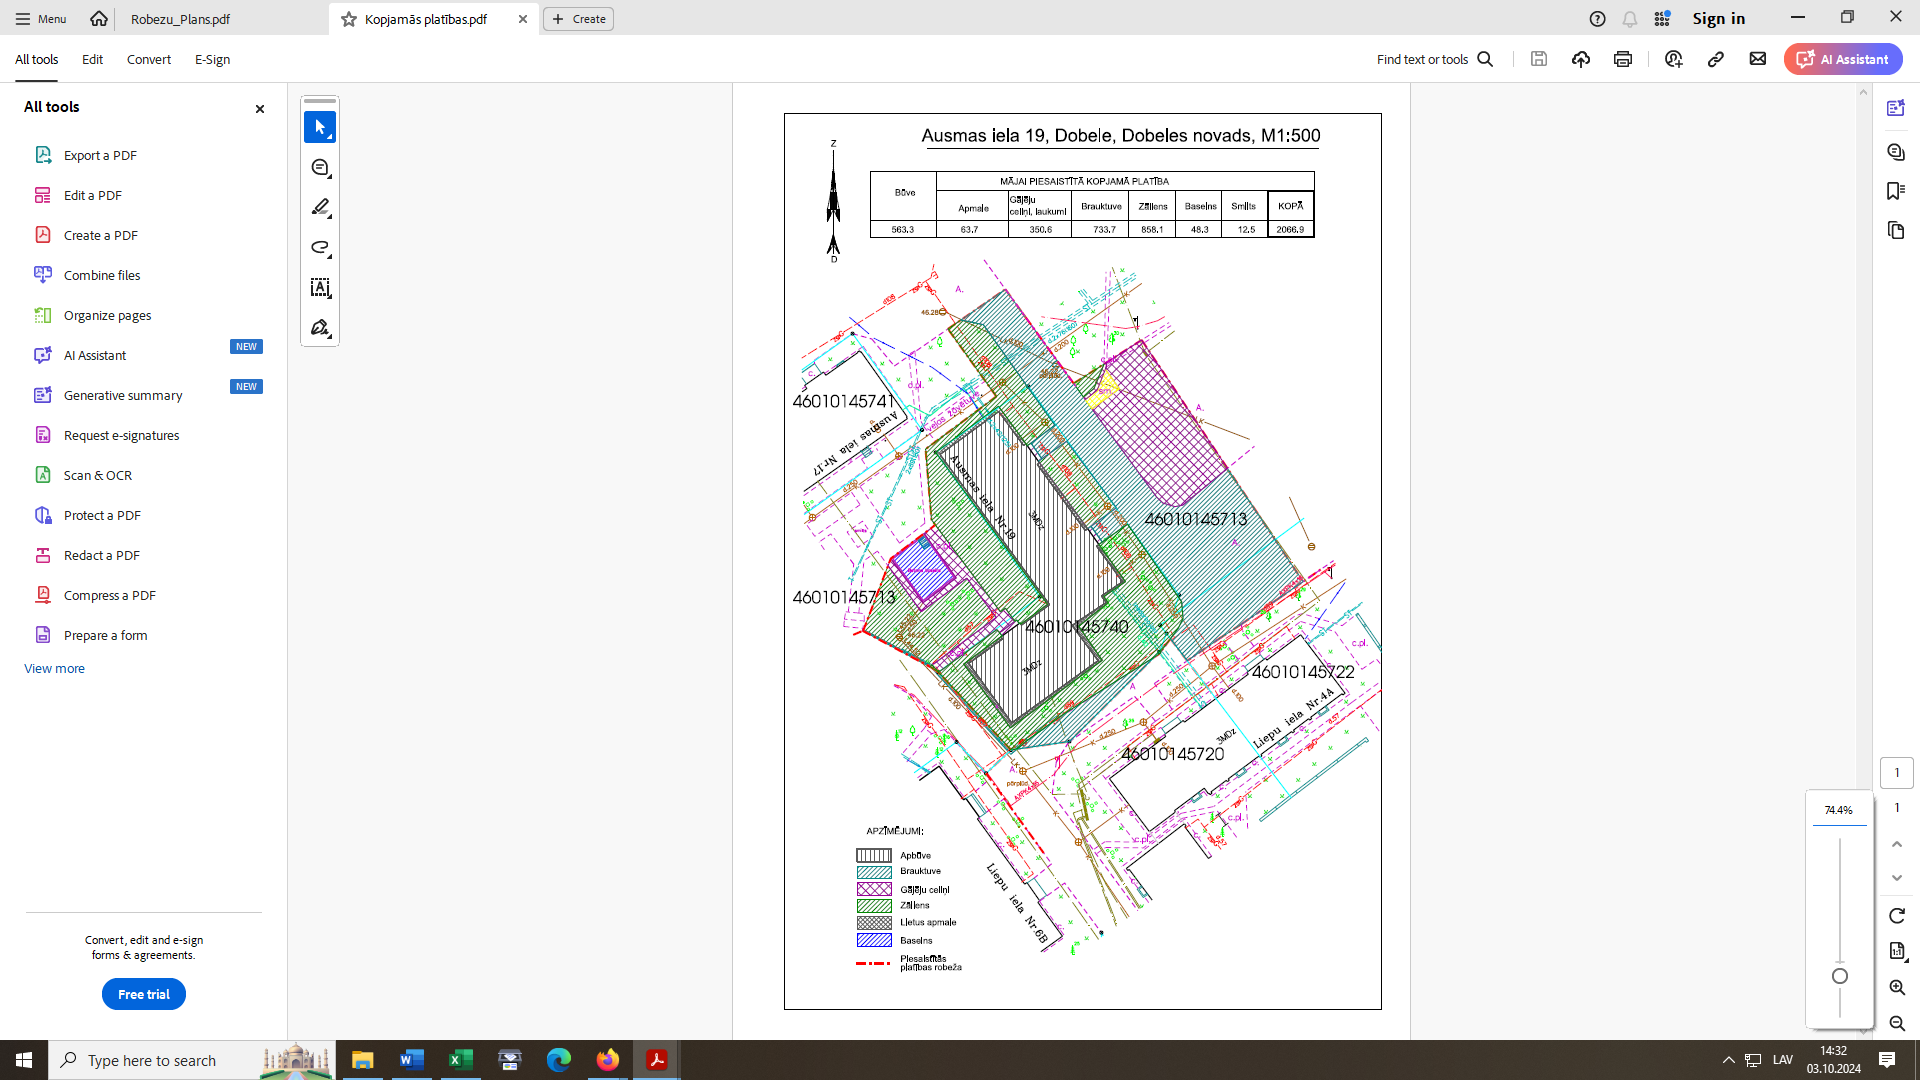 Menu
Robezu_Plans.pdf
Kopjamās platības.pdf
Create
Sign in
All tools
Edit
Convert
E-Sign
Find text or tools
AI Assistant
All tools
Export a PDF
Edit a PDF
Create a PDF
Combine files
Organize pages
AI Assistant
NEW
Generative summary
NEW
Request e-signatures
Scan & OCR
Protect a PDF
Redact a PDF
Compress a PDF
Prepare a form
View more
Convert, edit and e-sign
forms & agreements.
Free trial
Ausmas iela 19, Dobele, Dobeles novads, M1:500
Z
D
Būve
MĀJAI PIESAISTĪTĀ KOPJAMĀ PLATĪBA
Apmale
Gājēju
celiņi, laukumi
Brauktuve
Zāliens
Baseins
Smilts
KOPĀ
563.3
63.7
350.6
733.7
858.1
48.3
12.5
2066.9
46.28
46010145741
Ausmas iela Nr.17
Ausmas iela Nr.19
3MDz
46010145713
46010145713
46010145740
3MDz
46010145722
Liepu iela Nr.4A
3MDz
46010145720
Liepu iela Nr.6B
APZĪMĒJUMI:
Apbūve
Brauktuve
Gājēju celiņi
Zāliens
Lietus apmale
Baseins
Piesaistītās
platības robeža
1
1
74.4%
Type here to search
LAV
14:32
03.10.2024